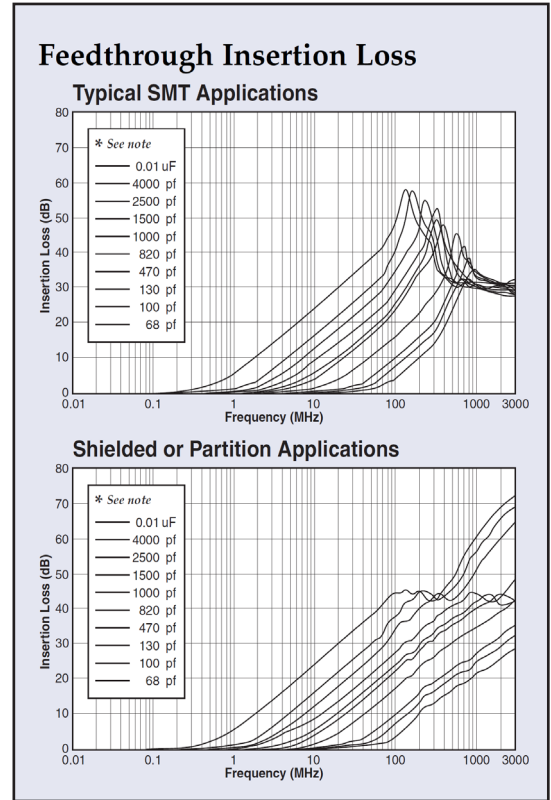 Feedthrough Insertion Loss
Typical SMT Applications
80
70
60
50
40
30
20
10
0
Insertion Loss (dB)
* See note
0.01 uF
4000 pf
2500 pf
1500 pf
1000 pf
820 pf
470 pf
130 pf
100 pf
68 pf
0.01 0.1 1 10 100 1000 3000
Frequency (MHz)
Shielded or Partition Applications
80
70
60
50
40
30
20
10
0
Insertion Loss (dB)
* See note
0.01 uF
4000 pf
2500 pf
1500 pf
1000 pf
820 pf
470 pf
130 pf
100 pf
68 pf
0.01 0.1 1 10 100 1000 3000
Frequency (MHz)